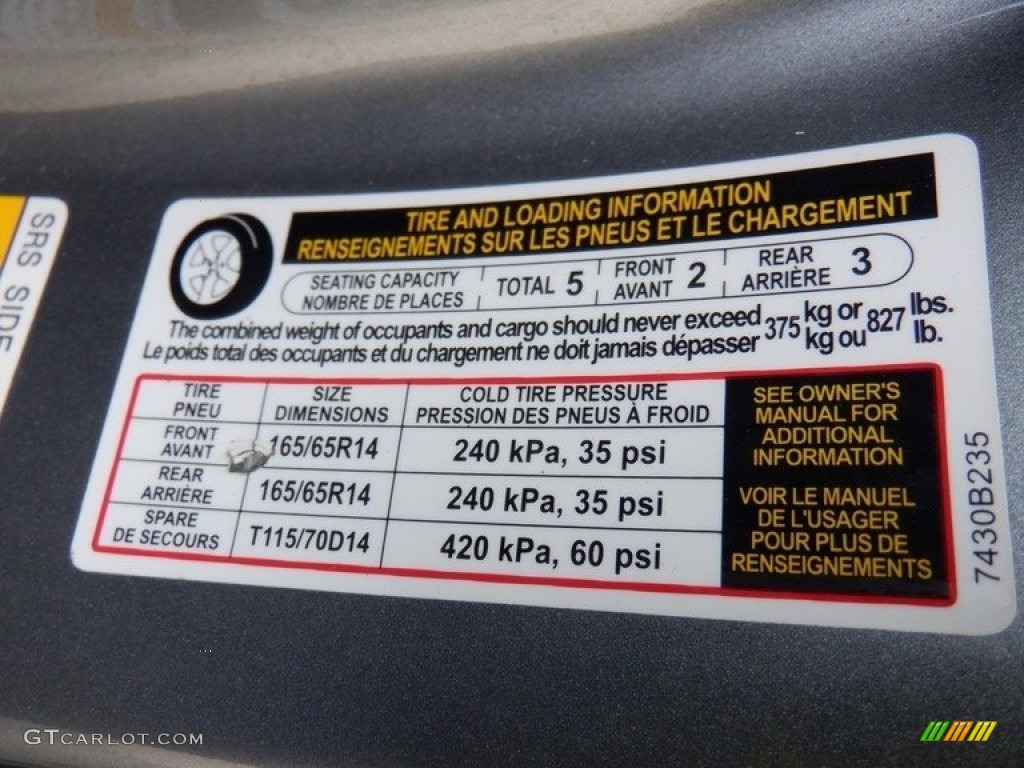 SRS SIDE
TIRE AND LOADING INFORMATION
RENSEIGNEMENTS SUR LES PNEUS ET LE CHARGEMENT
SEATING CAPACITY
NOMBRE DE PLACES
TOTAL 5
FRONT
AVANT 2
REAR
ARRIÈRE 3
The combined weight of occupants and cargo should never exceed 375 kg or 827 lbs.
Le poids total des occupants et du chargement ne doit jamais dépasser kg ou lb.
TIRE
PNEU
SIZE
DIMENSIONS
COLD TIRE PRESSURE
PRESSION DES PNEUS À FROID
FRONT
AVANT
165/65R14
240 kPa, 35 psi
REAR
ARRIÈRE
165/65R14
240 kPa, 35 psi
SPARE
DE SECOURS
T115/70D14
420 kPa, 60 psi
SEE OWNER'S
MANUAL FOR
ADDITIONAL
INFORMATION
VOIR LE MANUEL
DE L'USAGER
POUR PLUS DE
RENSEIGNEMENTS
7430B235
GTCARLOT.COM